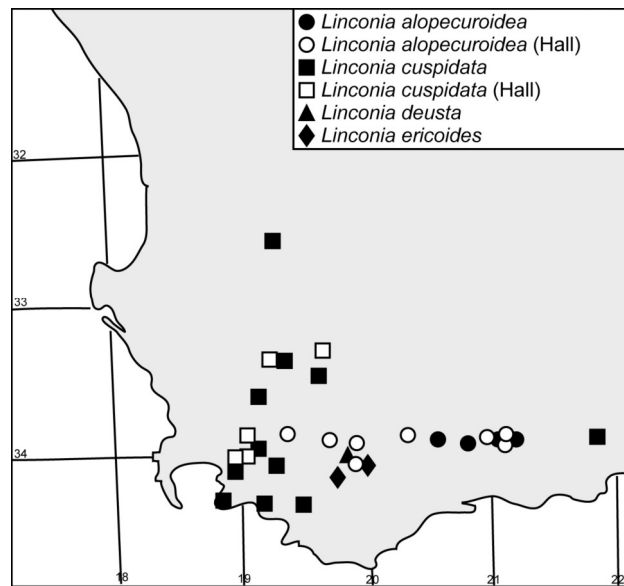 Linconia alopecuroidea
Linconia alopecuroidea (Hall)
Linconia cuspidata
Linconia cuspidata (Hall)
Linconia deusta
Linconia ericoides
32
33
34
18
19
20
21
22